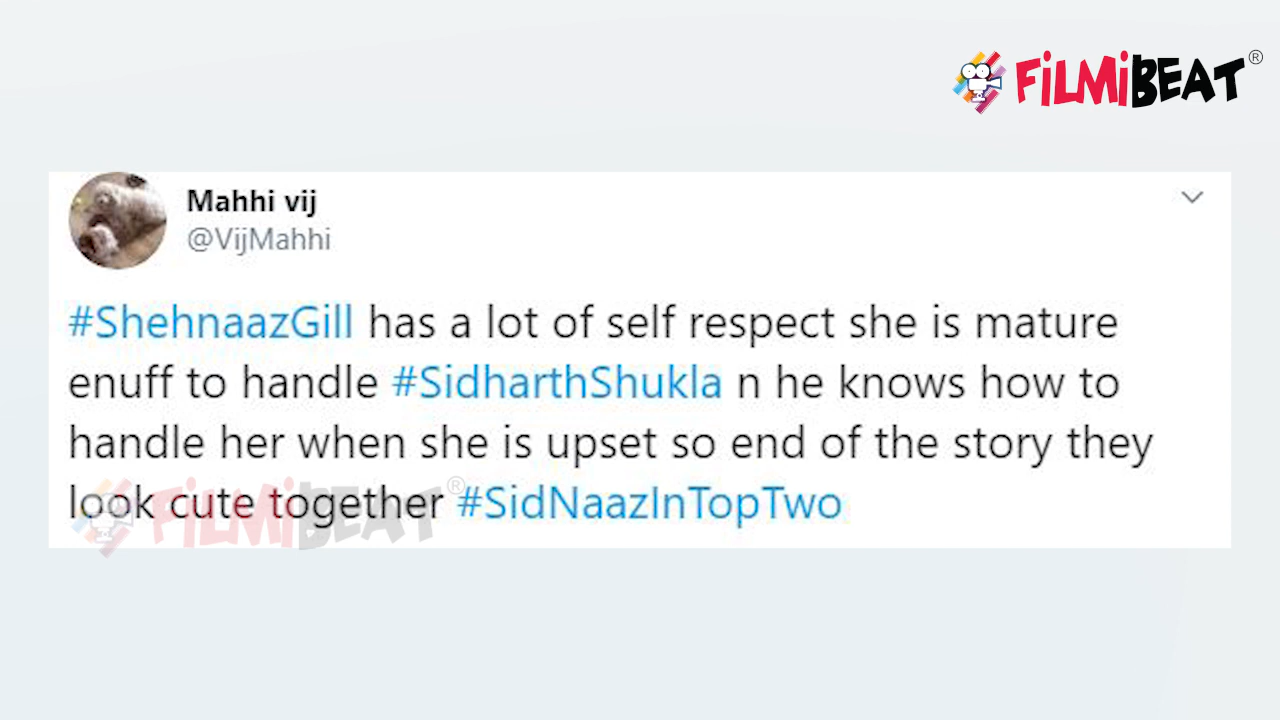 FiLMiBEAT®
Mahhi vij
@VijMahhi
#ShehnaazGill has a lot of self respect she is mature
enuff to handle #SidharthShukla n he knows how to
handle her when she is upset so end of the story they
look cute together #SidNaazInTopTwo
FiLMiBEAT®